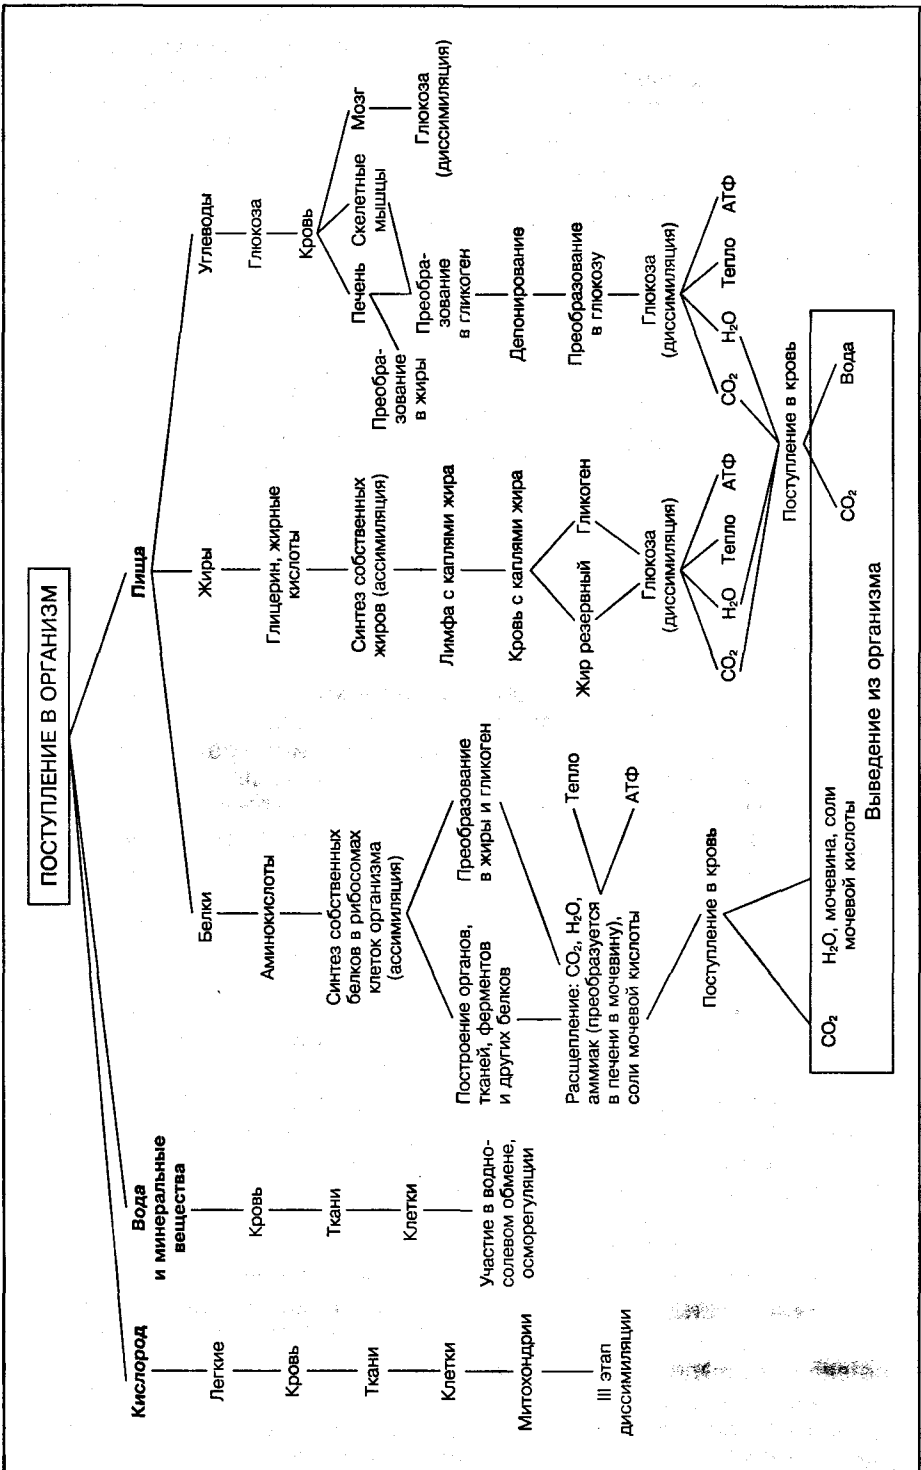 ПОСТУПЛЕНИЕ В ОРГАНИЗМ
Кислород
Легкие
Кровь
Ткани
Клетки
Митохондрии
III этап
диссимиляции
Вода
и минеральные
вещества
Кровь
Ткани
Клетки
Участие в водно-
солевом обмене,
осморегуляции
Пища
Белки
Аминокислоты
Синтез собственных
белков в рибосомах
клеток организма
(ассимиляция)
Построение органов,
тканей, ферментов
и других белков
Преобразование
в жиры и гликоген
Расщепление: CO₂, H₂O,
аммиак (преобразуется
в печени в мочевину),
соли мочевой кислоты
Тепло
АТФ
Поступление в кровь
CO₂
H₂O, мочевина, соли
мочевой кислоты
Жиры
Глицерин, жирные
кислоты
Синтез собственных
жиров (ассимиляция)
Лимфа с каплями жира
Кровь с каплями жира
Жир резервный
Гликоген
Глюкоза
(диссимиляция)
CO₂
H₂O
Тепло
АТФ
Углеводы
Глюкоза
Кровь
Печень
Скелетные
мышцы
Мозг
Преобра-
зование
в жиры
Преобра-
зование
в гликоген
Глюкоза
(диссимиляция)
Депонирование
Преобразование
в глюкозу
Глюкоза
(диссимиляция)
CO₂
H₂O
Тепло
АТФ
Поступление в кровь
CO₂
Вода
Выведение из организма